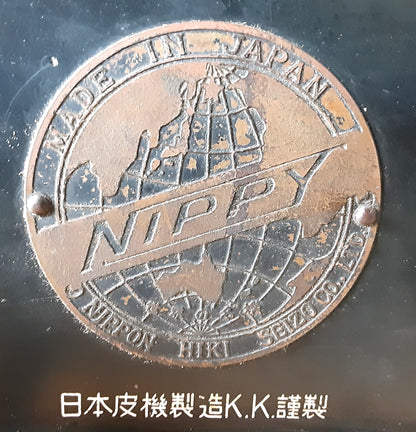 MADE IN JAPAN
NIPPY
NIPPON HIKI SEIZO CO. LTD.
日本皮機製造K.K.謹製